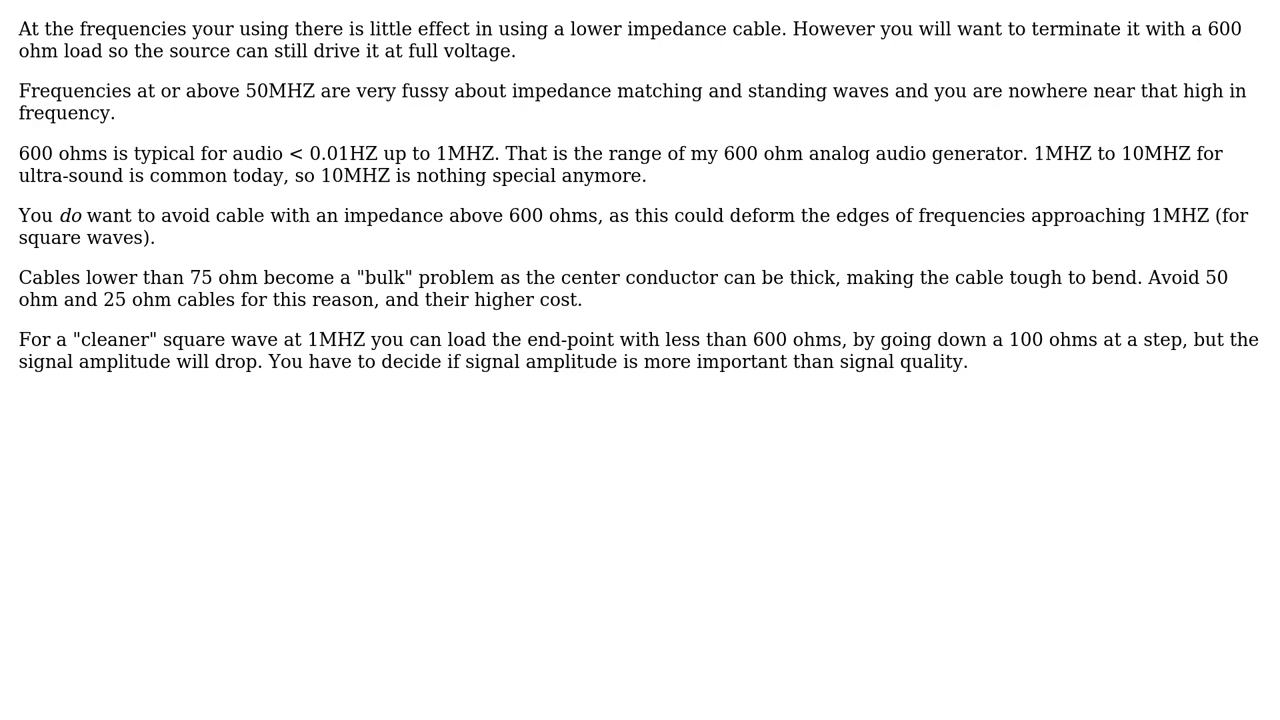 At the frequencies your using there is little effect in using a lower impedance cable. However you will want to terminate it with a 600
ohm load so the source can still drive it at full voltage.
Frequencies at or above 50MHZ are very fussy about impedance matching and standing waves and you are nowhere near that high in
frequency.
600 ohms is typical for audio < 0.01HZ up to 1MHZ. That is the range of my 600 ohm analog audio generator. 1MHZ to 10MHZ for
ultra-sound is common today, so 10MHZ is nothing special anymore.
You do want to avoid cable with an impedance above 600 ohms, as this could deform the edges of frequencies approaching 1MHZ (for
square waves).
Cables lower than 75 ohm become a "bulk" problem as the center conductor can be thick, making the cable tough to bend. Avoid 50
ohm and 25 ohm cables for this reason, and their higher cost.
For a "cleaner" square wave at 1MHZ you can load the end-point with less than 600 ohms, by going down a 100 ohms at a step, but the
signal amplitude will drop. You have to decide if signal amplitude is more important than signal quality.